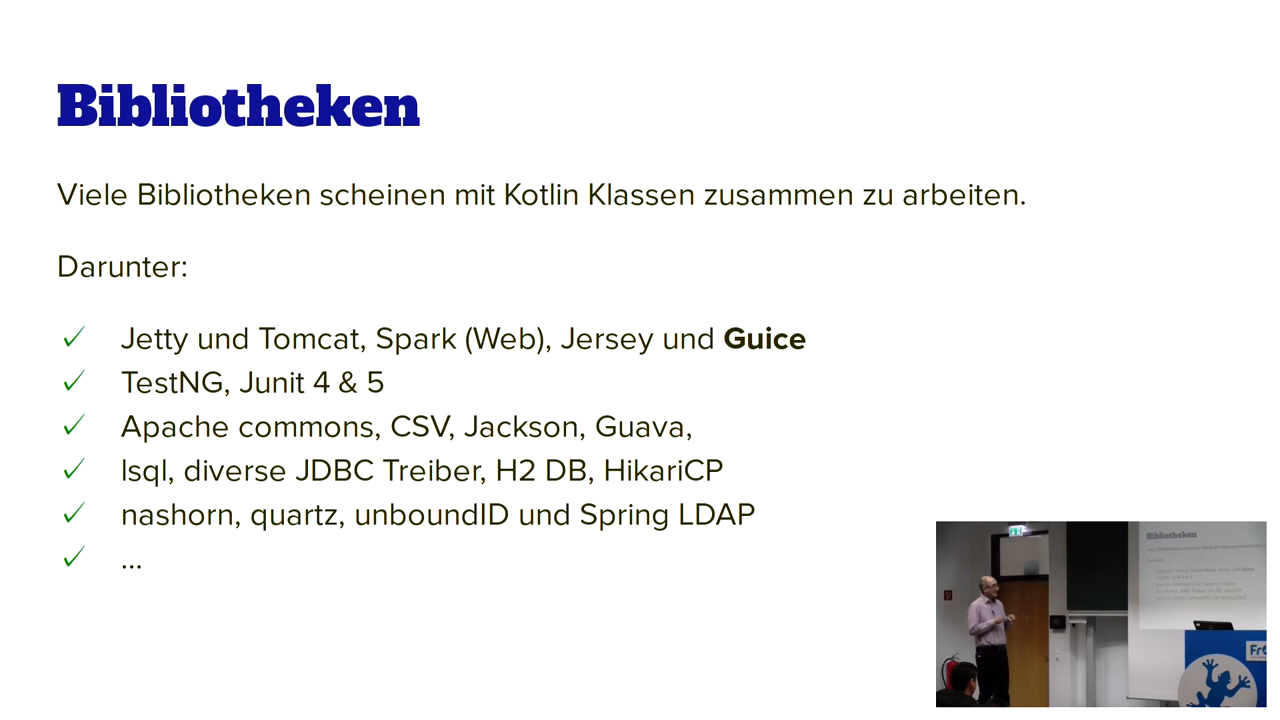 Bibliotheken
Viele Bibliotheken scheinen mit Kotlin Klassen zusammen zu arbeiten.
Darunter:
✓ Jetty und Tomcat, Spark (Web), Jersey und Guice
✓ TestNG, Junit 4 & 5
✓ Apache commons, CSV, Jackson, Guava,
✓ lsql, diverse JDBC Treiber, H2 DB, HikariCP
✓ nashorn, quartz, unboundID und Spring LDAP
✓ ...
Bibliotheken